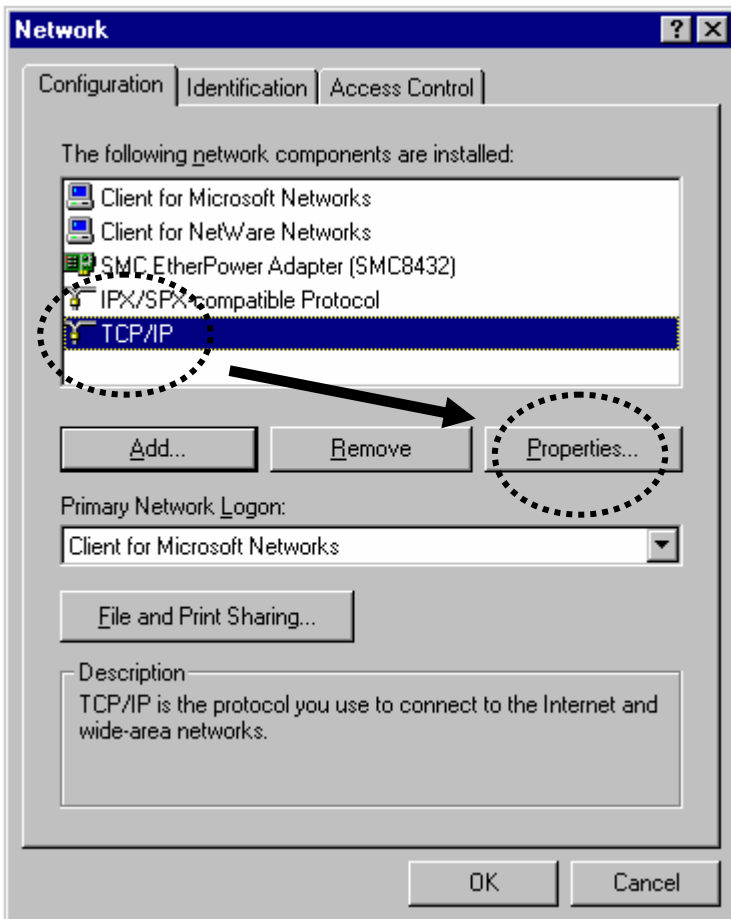 Network
Configuration Identification Access Control
The following network components are installed:
Client for Microsoft Networks
Client for NetWare Networks
SMC EtherPower Adapter (SMC8432)
IPX/SPX-compatible Protocol
TCP/IP
Add... Remove Properties...
Primary Network Logon:
Client for Microsoft Networks
File and Print Sharing...
Description
TCP/IP is the protocol you use to connect to the Internet and
wide-area networks.
OK Cancel